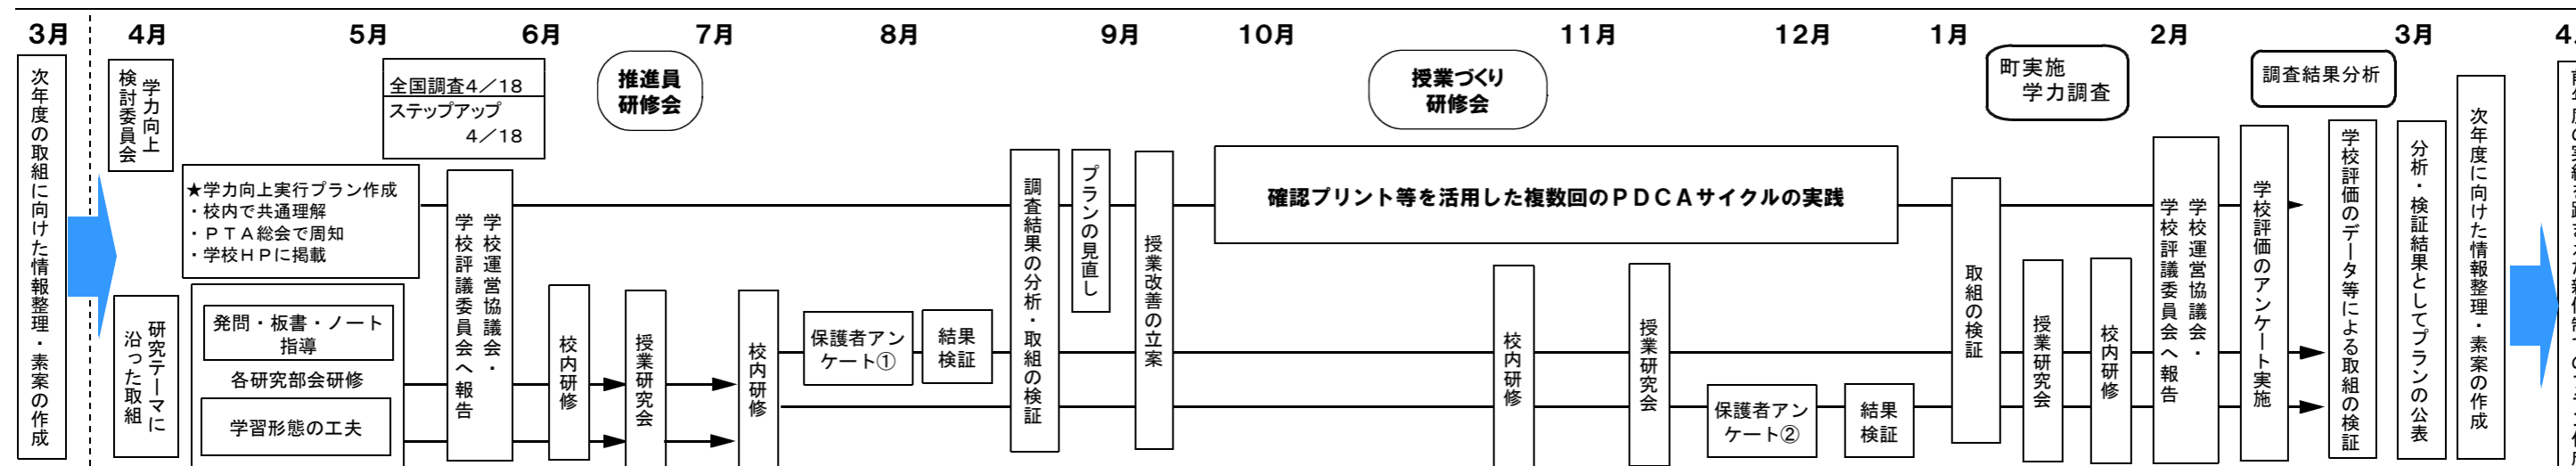 3月
4月
5月
6月
7月
8月
9月
10月
11月
12月
1月
2月
3月
4
次年度の取組に向けた情報整理・素案の作成
学力向上
検討委員会
研究テーマに
沿った取組
★学力向上実行プラン作成
・校内で共通理解
・PTA総会で周知
・学校HPに掲載
発問・板書・ノート
指導
各研究部会研修
学習形態の工夫
全国調査4/18
ステップアップ
4/18
学校運営協議会・
学校評議委員会へ報告
校内研修
推進員
研修会
授業研究会
校内研修
保護者アン
ケート①
結果
検証
調査結果の分析・取組の検証
プランの見直し
授業改善の立案
確認プリント等を活用した複数回のPDCAサイクルの実践
授業づくり
研修会
校内研修
授業研究会
保護者アン
ケート②
結果
検証
取組の検証
町実施
学力調査
授業研究会
校内研修
学校運営協議会・
学校評議委員会へ報告
学校評価のアンケート実施
調査結果分析
学校評価のデータ等による取組の検証
分析・検証結果としてプランの公表
次年度に向けた情報整理・素案の作成